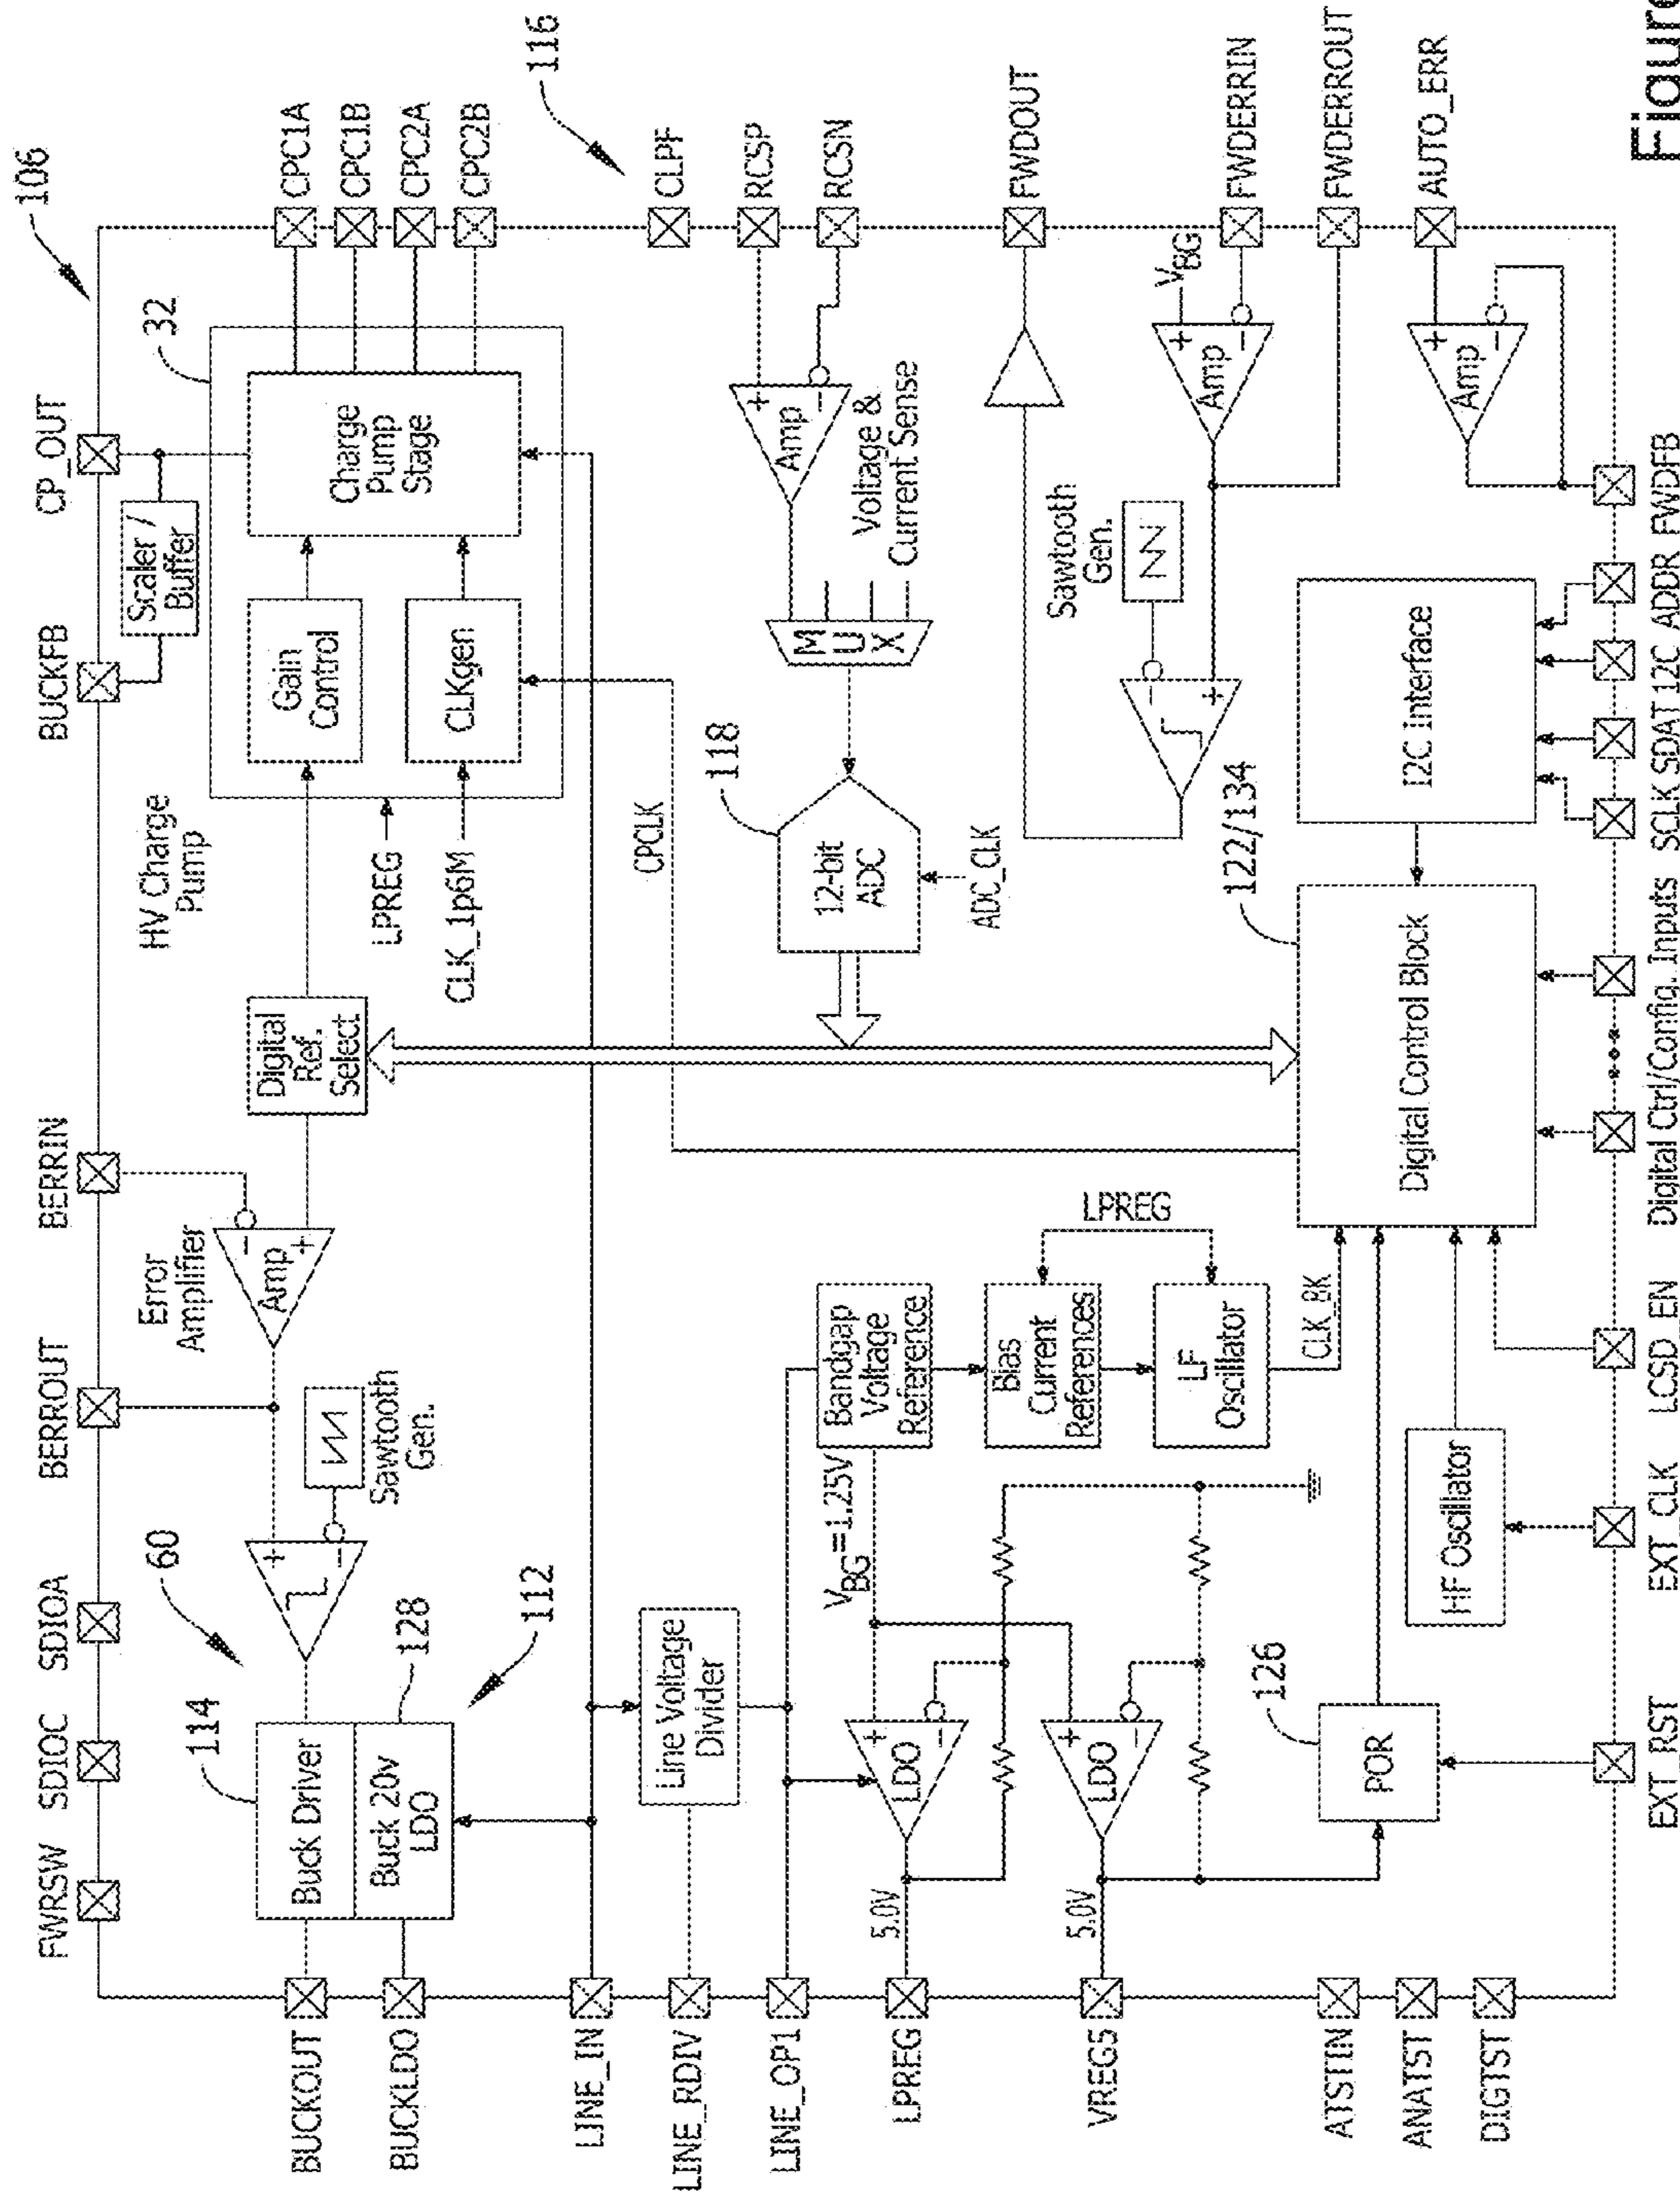 106
FWRSW
SDIOC
SDIOA
BERROUT
BERRIN
BUCKFB
CP_OUT
114
60
Error
Amplifier
HV Charge
Pump
Scaler /
Buffer
32
Buck Driver
Buck 20v
LDO
128
112
+
−
Sawtooth
Gen.
Amp
−
+
Digital
Ref.
Select
Gain
Control
CLKgen
Charge
Pump
Stage
LPREG
CLK_1p6M
CPCLK
CPC1A
CPC1B
CPC2A
CPC2B
116
BUCKOUT
BUCKLDO
LINE_IN
LINE_RDIV
LINE_OP1
LPREG
VREG5
ATSTIN
ANATST
DIGTST
Line Voltage
Divider
VBG=1.25V
Bandgap
Voltage
Reference
Bias
Current
References
LF
Oscillator
LPREG
CLK_BK
5.0V
LDO
+
−
5.0V
LDO
+
−
126
POR
HF Oscillator
118
12-bit
ADC
ADC_CLK
MUX
Amp
+
−
Voltage &
Current Sense
CLPF
RCSP
RCSN
FWDOUT
FWDERRIN
FWDERROUT
AUTO_ERR
Sawtooth
Gen.
−
+
VBG
+
−
Amp
+
−
Amp
122/134
Digital Control Block
I2C Interface
EXT_RST
EXT_CLK
LCSD_EN
Digital Ctrl/Config. Inputs
SCLK
SDAT
I2C
ADDR
FWDFB
Figure